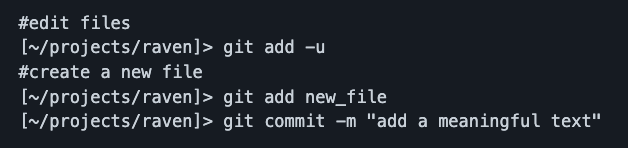 #edit files
[~/projects/raven]> git add -u
#create a new file
[~/projects/raven]> git add new_file
[~/projects/raven]> git commit -m "add a meaningful text"